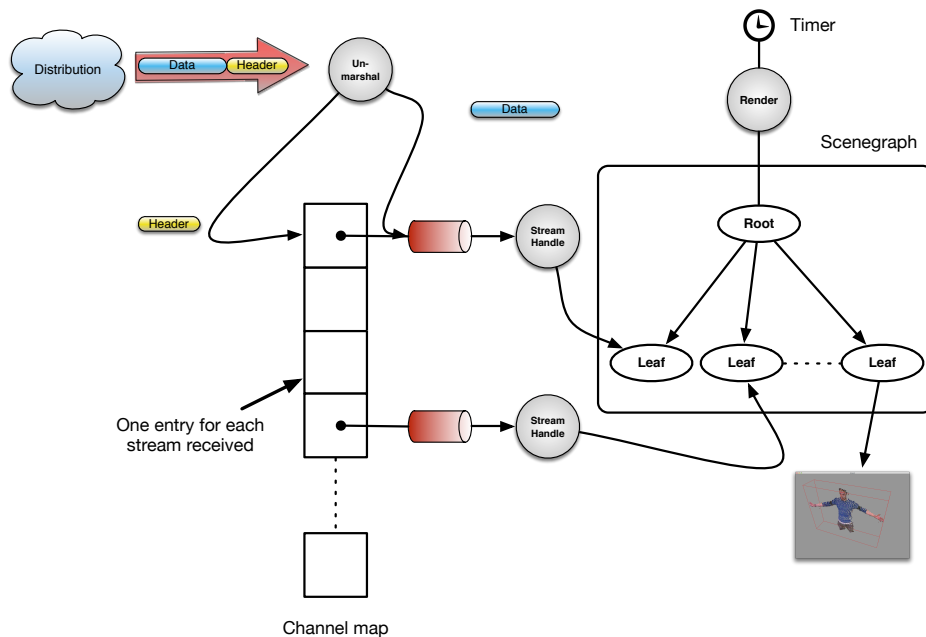 Timer
Distribution
Data
Header
Un-
marshal
Data
Render
Scenegraph
Header
Stream
Handle
Root
Leaf
Leaf
Leaf
One entry for each
stream received
Stream
Handle
Channel map